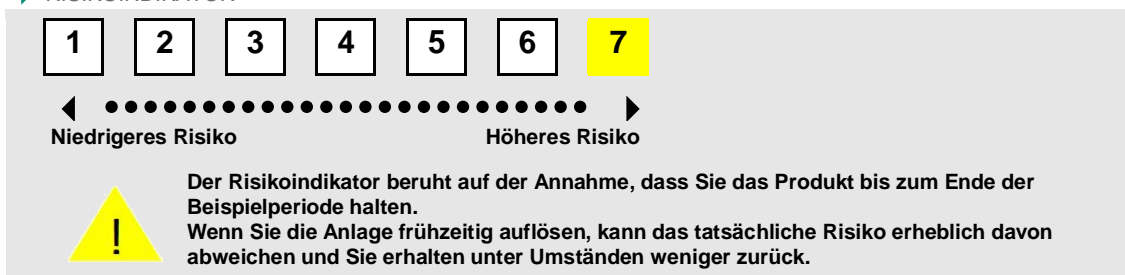 RISIKOINDIKATOR
1 2 3 4 5 6 7
Niedrigeres Risiko Höheres Risiko
Der Risikoindikator beruht auf der Annahme, dass Sie das Produkt bis zum Ende der
Beispielperiode halten.
! Wenn Sie die Anlage frühzeitig auflösen, kann das tatsächliche Risiko erheblich davon
abweichen und Sie erhalten unter Umständen weniger zurück.